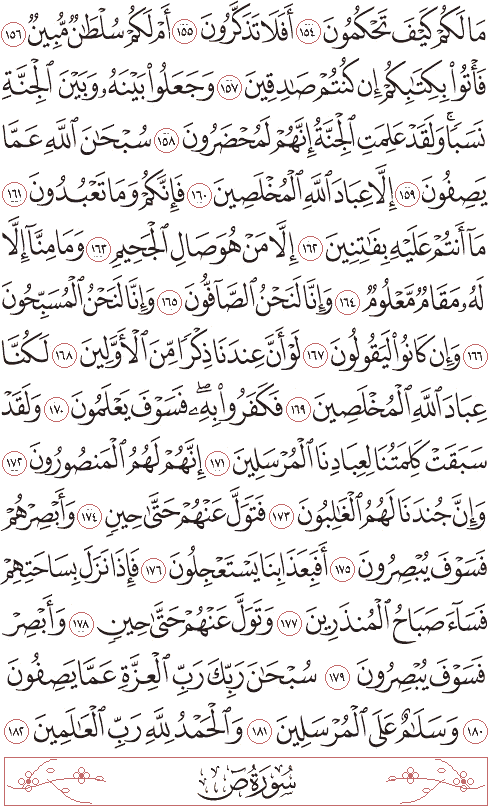 مَا لَكُمْ كَيْفَ تَحْكُمُونَ ١٥٤ أَفَلَا تَذَكَّرُونَ ١٥٥ أَمْ لَكُمْ سُلْطَٰنٌ مُّبِينٌ ١٥٦
فَأْتُوا۟ بِكِتَٰبِكُمْ إِن كُنتُمْ صَٰدِقِينَ ١٥٧ وَجَعَلُوا۟ بَيْنَهُۥ وَبَيْنَ ٱلْجِنَّةِ
نَسَبًا ۚ وَلَقَدْ عَلِمَتِ ٱلْجِنَّةُ إِنَّهُمْ لَمُحْضَرُونَ ١٥٨ سُبْحَٰنَ ٱللَّهِ عَمَّا
يَصِفُونَ ١٥٩ إِلَّا عِبَادَ ٱللَّهِ ٱلْمُخْلَصِينَ ١٦٠ فَإِنَّكُمْ وَمَا تَعْبُدُونَ ١٦١
مَآ أَنتُمْ عَلَيْهِ بِفَٰتِنِينَ ١٦٢ إِلَّا مَنْ هُوَ صَالِ ٱلْجَحِيمِ ١٦٣ وَمَا مِنَّآ إِلَّا
لَهُۥ مَقَامٌ مَّعْلُومٌ ١٦٤ وَإِنَّا لَنَحْنُ ٱلصَّآفُّونَ ١٦٥ وَإِنَّا لَنَحْنُ ٱلْمُسَبِّحُونَ
١٦٦ وَإِن كَانُوا۟ لَيَقُولُونَ ١٦٧ لَوْ أَنَّ عِندَنَا ذِكْرًا مِّنَ ٱلْأَوَّلِينَ ١٦٨ لَكُنَّا
عِبَادَ ٱللَّهِ ٱلْمُخْلَصِينَ ١٦٩ فَكَفَرُوا۟ بِهِۦ ۖ فَسَوْفَ يَعْلَمُونَ ١٧٠ وَلَقَدْ
سَبَقَتْ كَلِمَتُنَا لِعِبَادِنَا ٱلْمُرْسَلِينَ ١٧١ إِنَّهُمْ لَهُمُ ٱلْمَنصُورُونَ ١٧٢
وَإِنَّ جُندَنَا لَهُمُ ٱلْغَٰلِبُونَ ١٧٣ فَتَوَلَّ عَنْهُمْ حَتَّىٰ حِينٍ ١٧٤ وَأَبْصِرْهُمْ
فَسَوْفَ يُبْصِرُونَ ١٧٥ أَفَبِعَذَابِنَا يَسْتَعْجِلُونَ ١٧٦ فَإِذَا نَزَلَ بِسَاحَتِهِمْ
فَسَآءَ صَبَاحُ ٱلْمُنذَرِينَ ١٧٧ وَتَوَلَّ عَنْهُمْ حَتَّىٰ حِينٍ ١٧٨ وَأَبْصِرْ
فَسَوْفَ يُبْصِرُونَ ١٧٩ سُبْحَٰنَ رَبِّكَ رَبِّ ٱلْعِزَّةِ عَمَّا يَصِفُونَ
١٨٠ وَسَلَٰمٌ عَلَى ٱلْمُرْسَلِينَ ١٨١ وَٱلْحَمْدُ لِلَّهِ رَبِّ ٱلْعَٰلَمِينَ ١٨٢
سُورَةُ صٓ